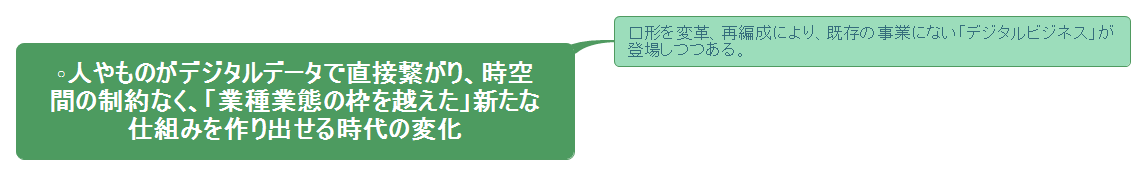 ◦人やものがデジタルデータで直接繋がり、時空
間の制約なく、「業種業態の枠を越えた」新たな
仕組みを作り出せる時代の変化
口形を変革、再編成により、既存の事業にない「デジタルビジネス」が
登場しつつある。